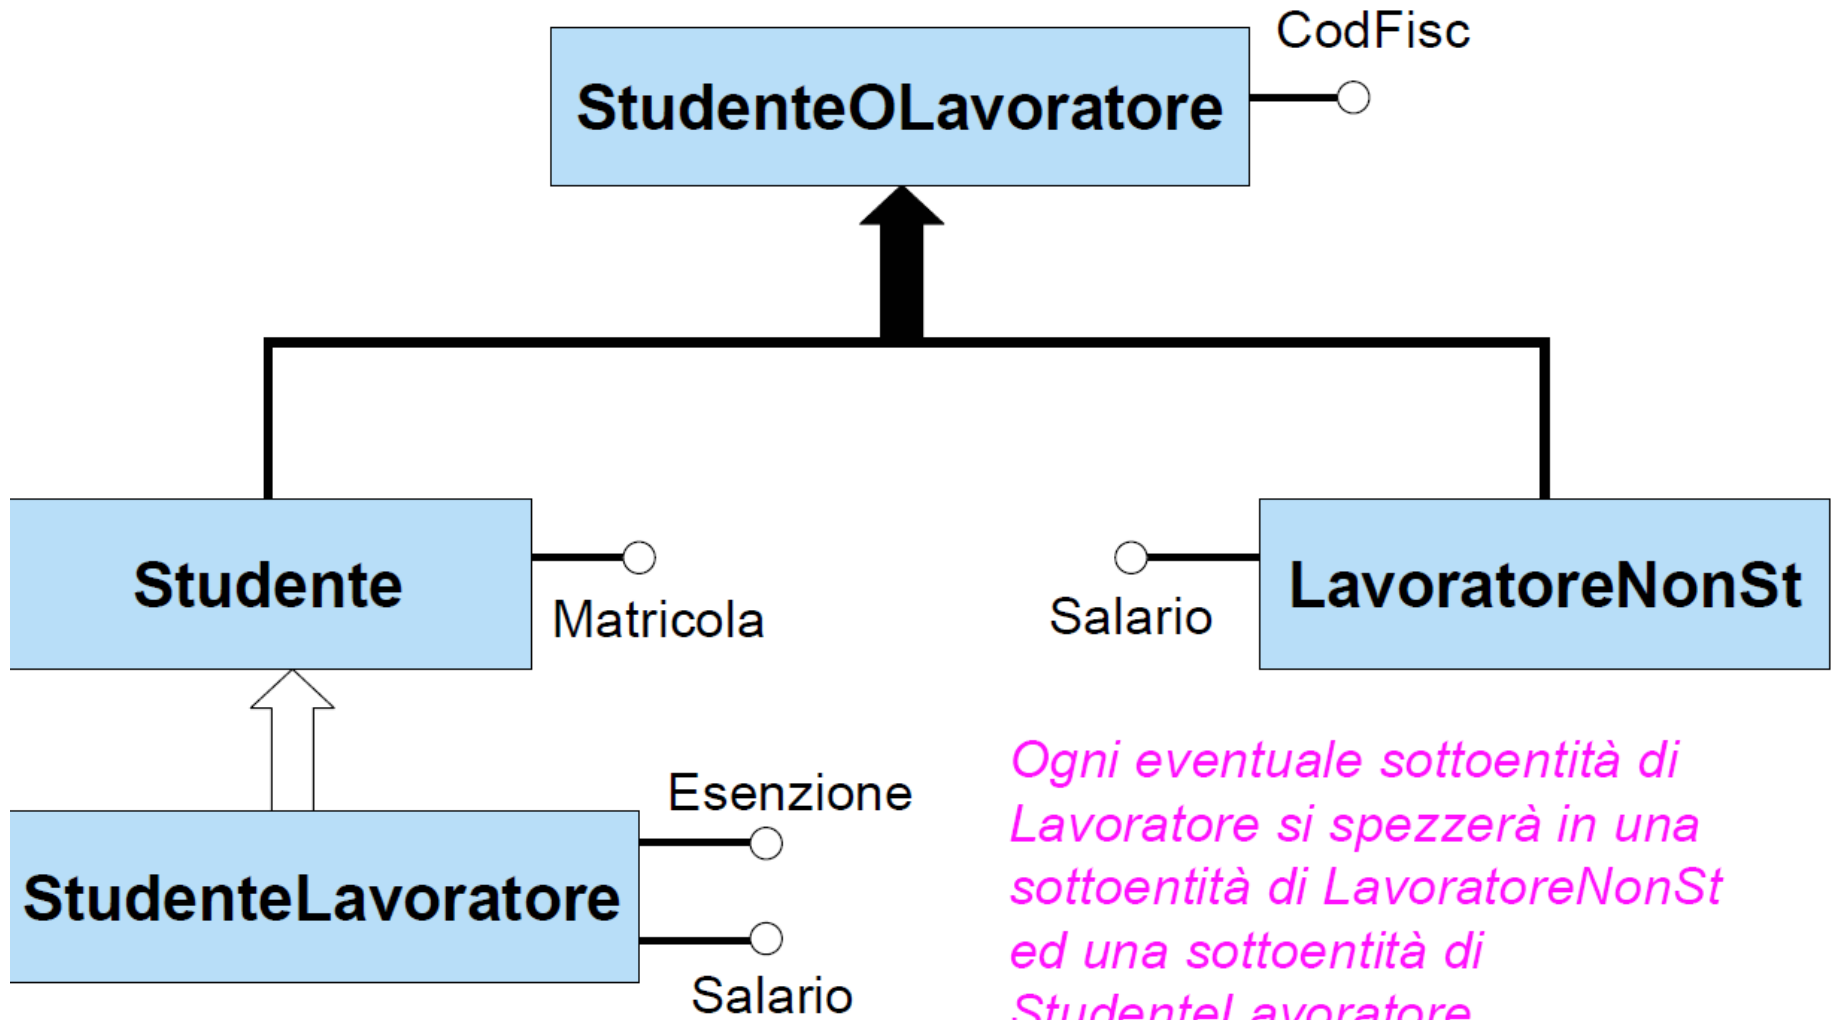 CodFisc
StudenteOLavoratore
Studente
Matricola
Salario
LavoratoreNonSt
Esenzione
StudenteLavoratore
Salario
Ogni eventuale sottoentità di
Lavoratore si spezzerà in una
sottoentità di LavoratoreNonSt
ed una sottoentità di
StudenteLavoratore